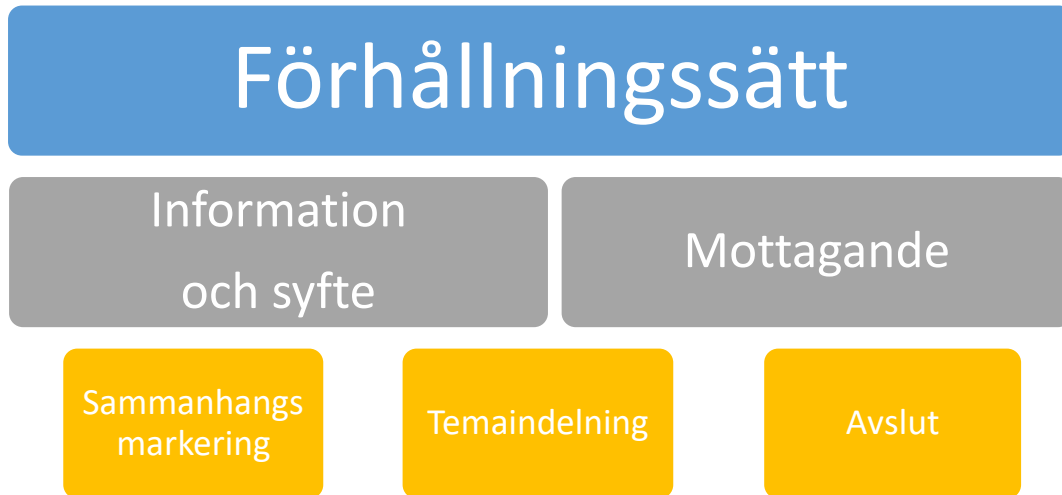 Förhållningssätt
Information
och syfte
Mottagande
Sammanhangs
markering
Temaindelning
Avslut